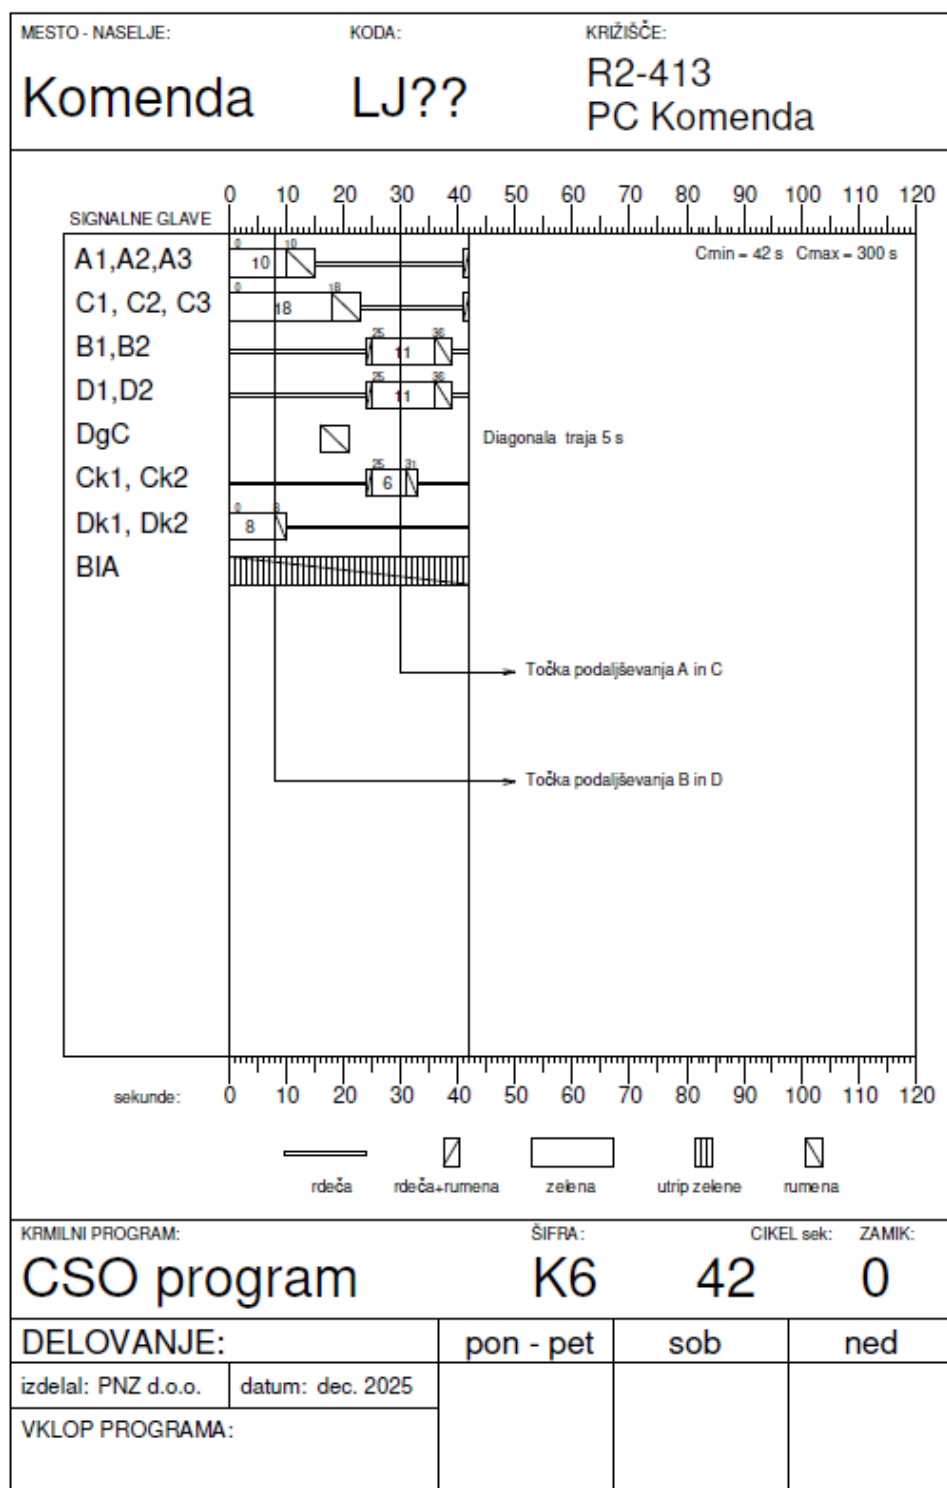 MESTO - NASELJE: KODA: KRIŽIŠČE:
Komenda LJ?? R2-413
PC Komenda
0 10 20 30 40 50 60 70 80 90 100 110 120
SIGNALNE GLAVE
Cmin = 42 s Cmax = 300 s
0 10
A1,A2,A3 10
0 18
C1, C2, C3 18
25 36
B1,B2 11
25 36
D1,D2 11
DgC Diagonala traja 5 s
25 31
Ck1, Ck2 6
0 8
Dk1, Dk2 8
BIA
Točka podaljševanja A in C
Točka podaljševanja B in D
sekunde: 0 10 20 30 40 50 60 70 80 90 100 110 120
rdeča rdeča+rumena zelena utrip zelene rumena
KRMILNI PROGRAM: ŠIFRA: CIKEL sek: ZAMIK:
CSO program K6 42 0
DELOVANJE: pon - pet sob ned
izdelal: PNZ d.o.o. datum: dec. 2025
VKLOP PROGRAMA: